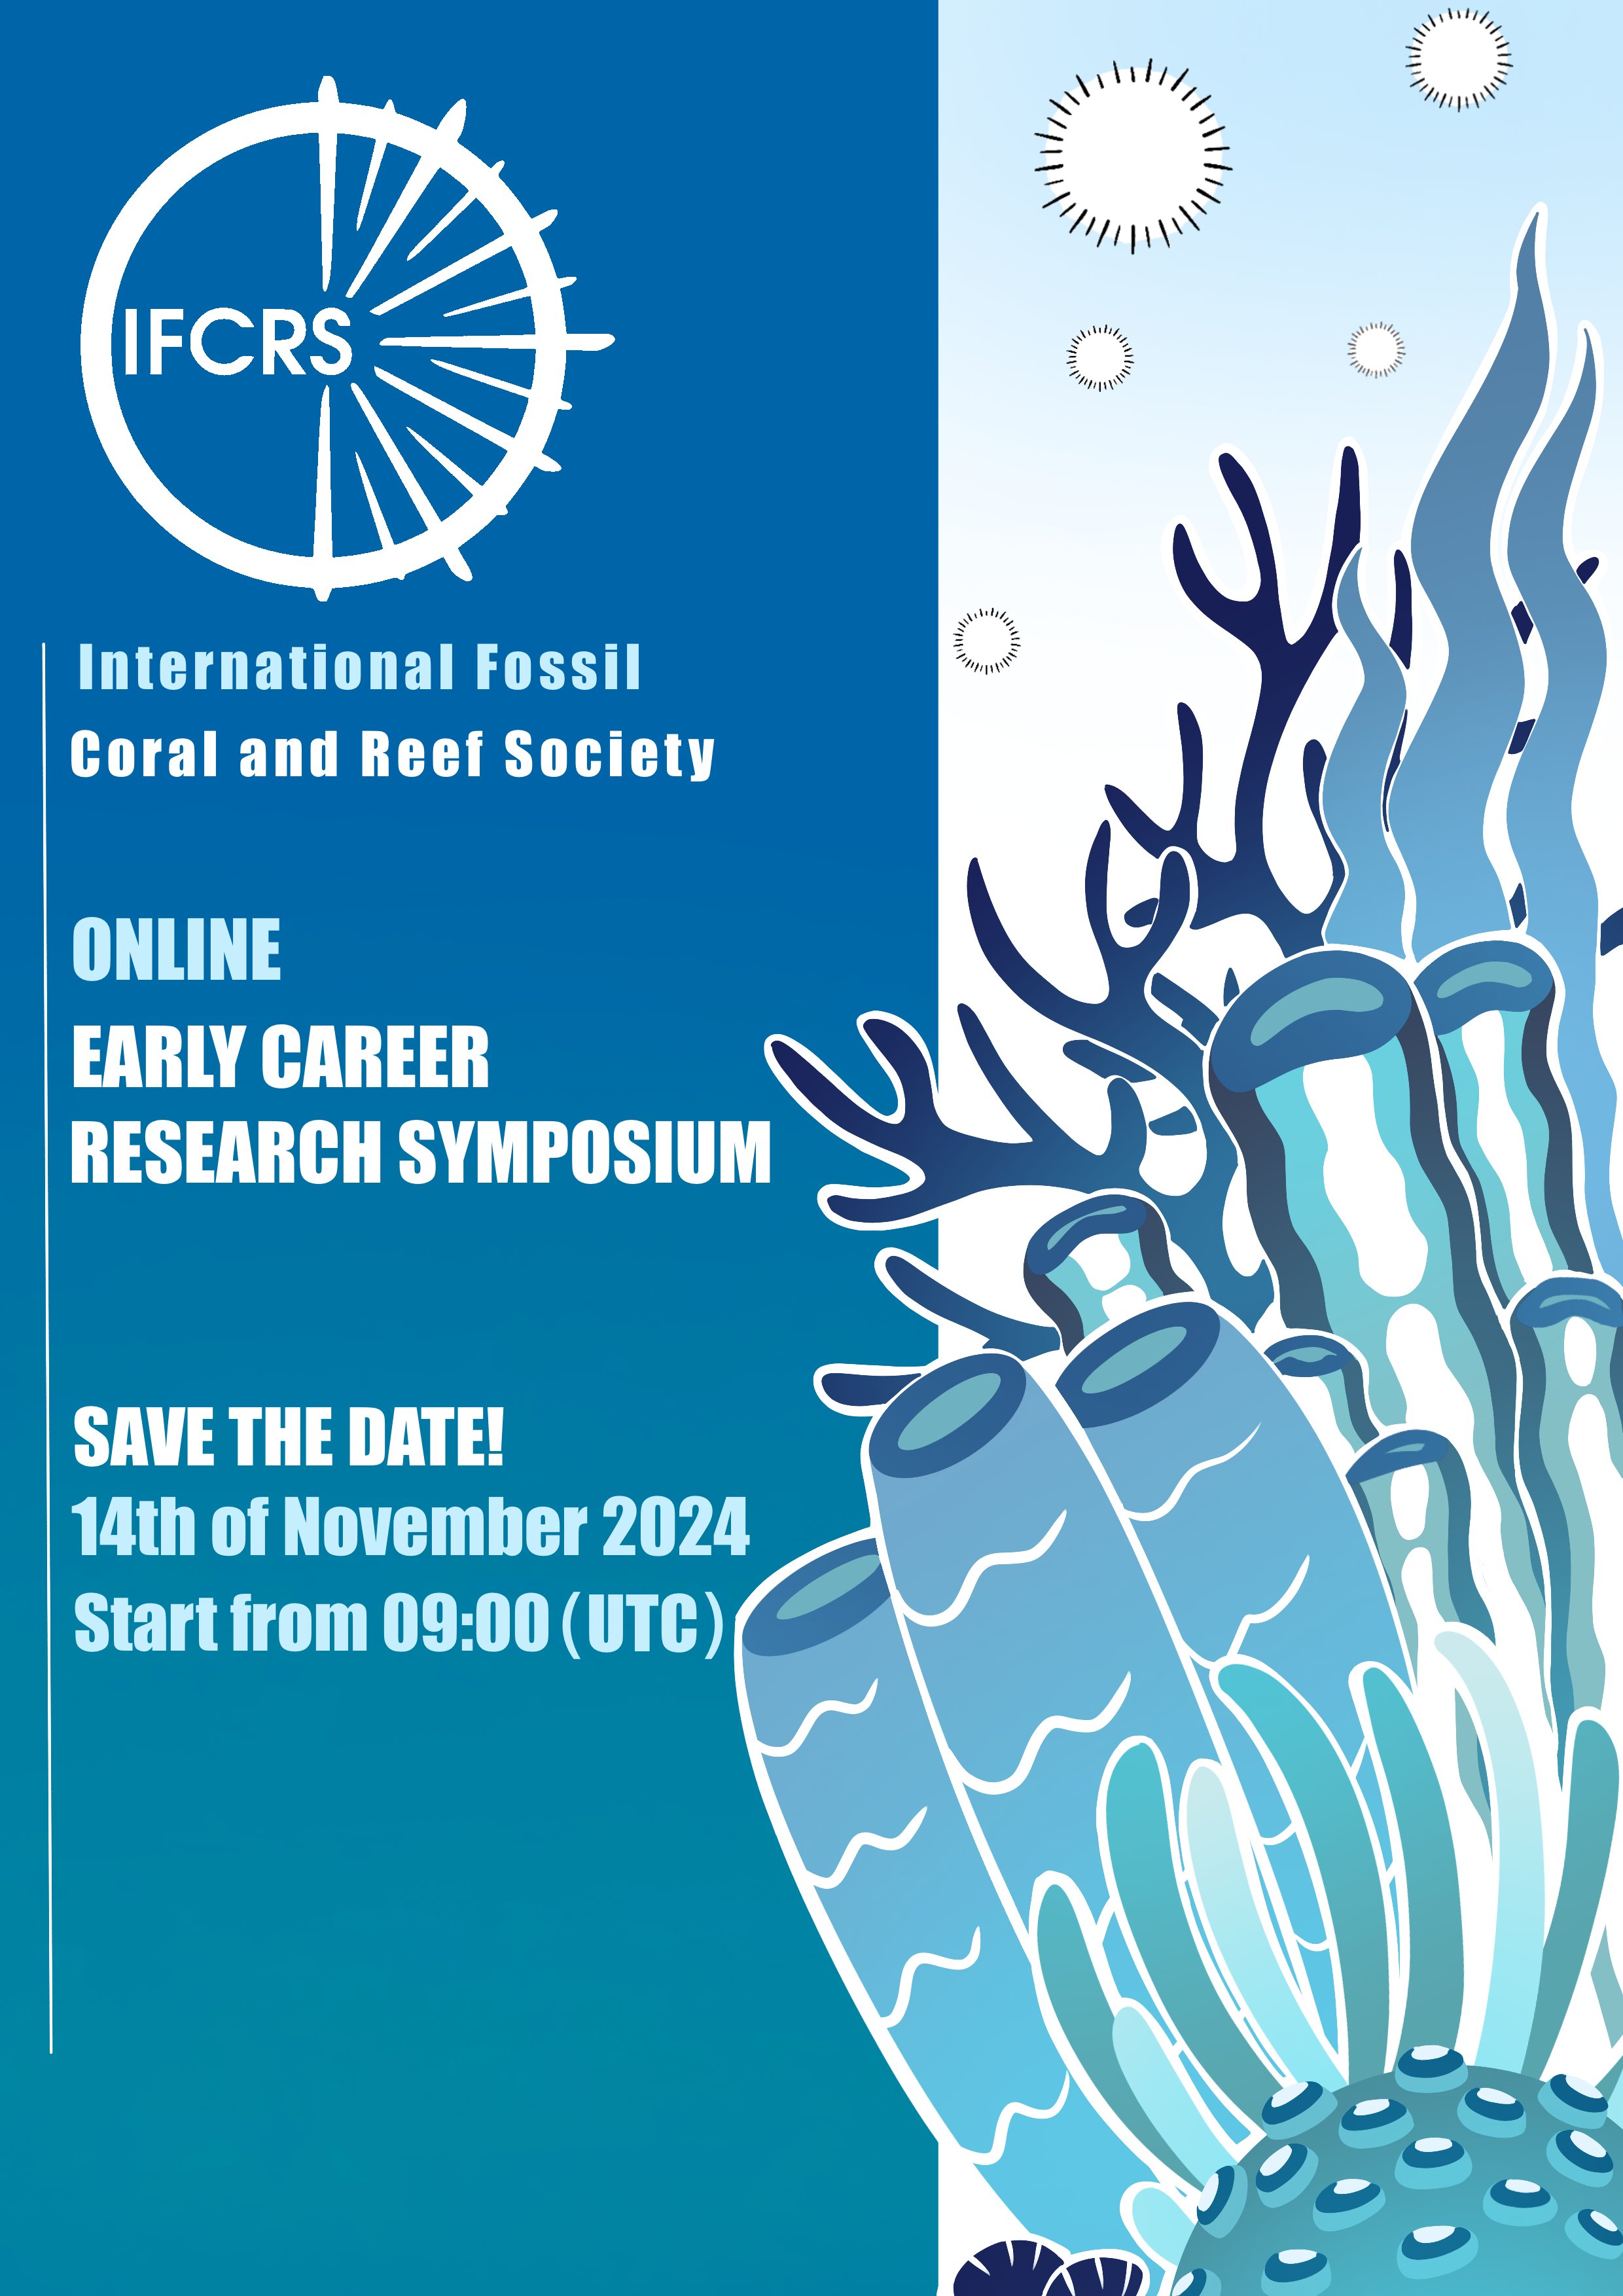 IFCRS
International Fossil
Coral and Reef Society
ONLINE
EARLY CAREER
RESEARCH SYMPOSIUM
SAVE THE DATE!
14th of November 2024
Start from 09:00 (UTC)